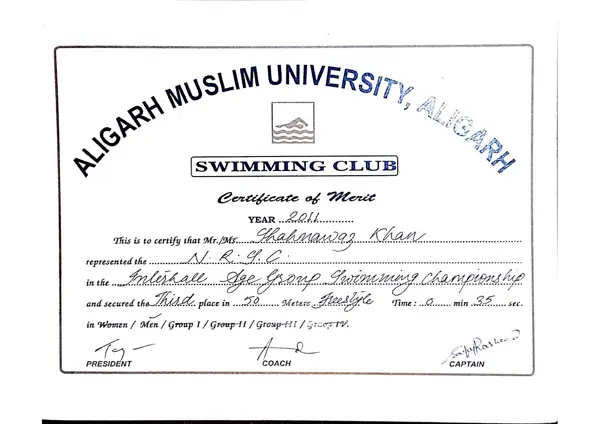 ALIGARH MUSLIM UNIVERSITY, ALIGARH
SWIMMING CLUB
Certificate of Merit
YEAR 2011
This is to certify that Mr./Ms. Shahnawaz Khan
represented the N. R. S. C.
in the Interhall Age Group Swimming Championship
and secured the Third place in 50 Meters Freestyle Time : 0 min 35 sec.
in Women / Men / Group I / Group II / Group III / Group IV.
PRESIDENT COACH CAPTAIN